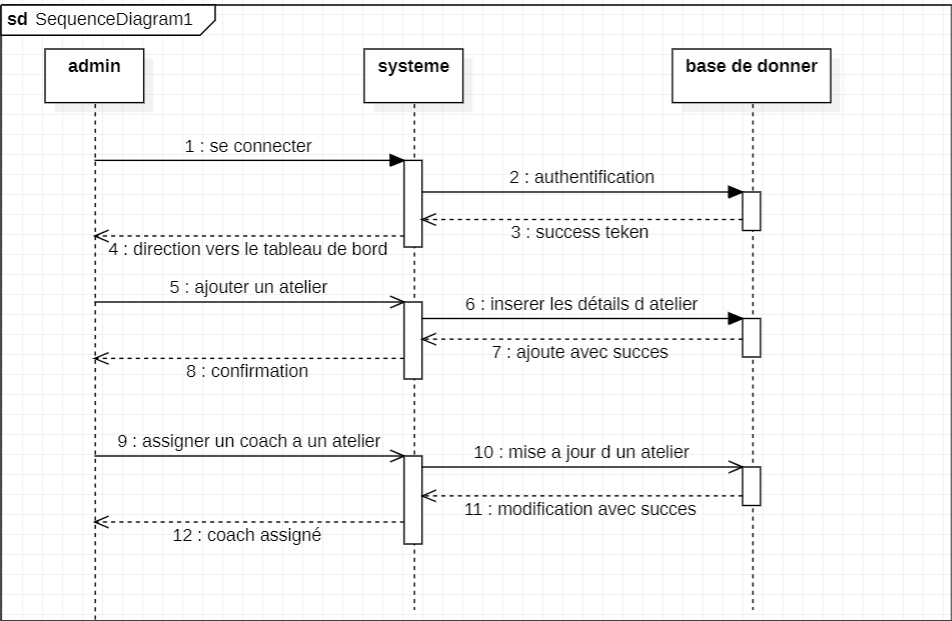 sd SequenceDiagram1
admin
systeme
base de donner
1 : se connecter
2 : authentification
3 : success teken
4 : direction vers le tableau de bord
5 : ajouter un atelier
6 : inserer les détails d atelier
7 : ajoute avec succes
8 : confirmation
9 : assigner un coach a un atelier
10 : mise a jour d un atelier
11 : modification avec succes
12 : coach assigné